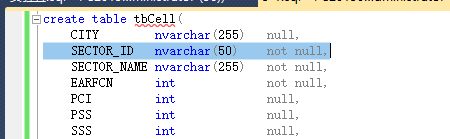 create table tbCell(
CITY nvarchar(255) null,
SECTOR_ID nvarchar(50) not null,
SECTOR_NAME nvarchar(255) not null,
EARFCN int not null,
PCI int null,
PSS int null,
SSS int null,